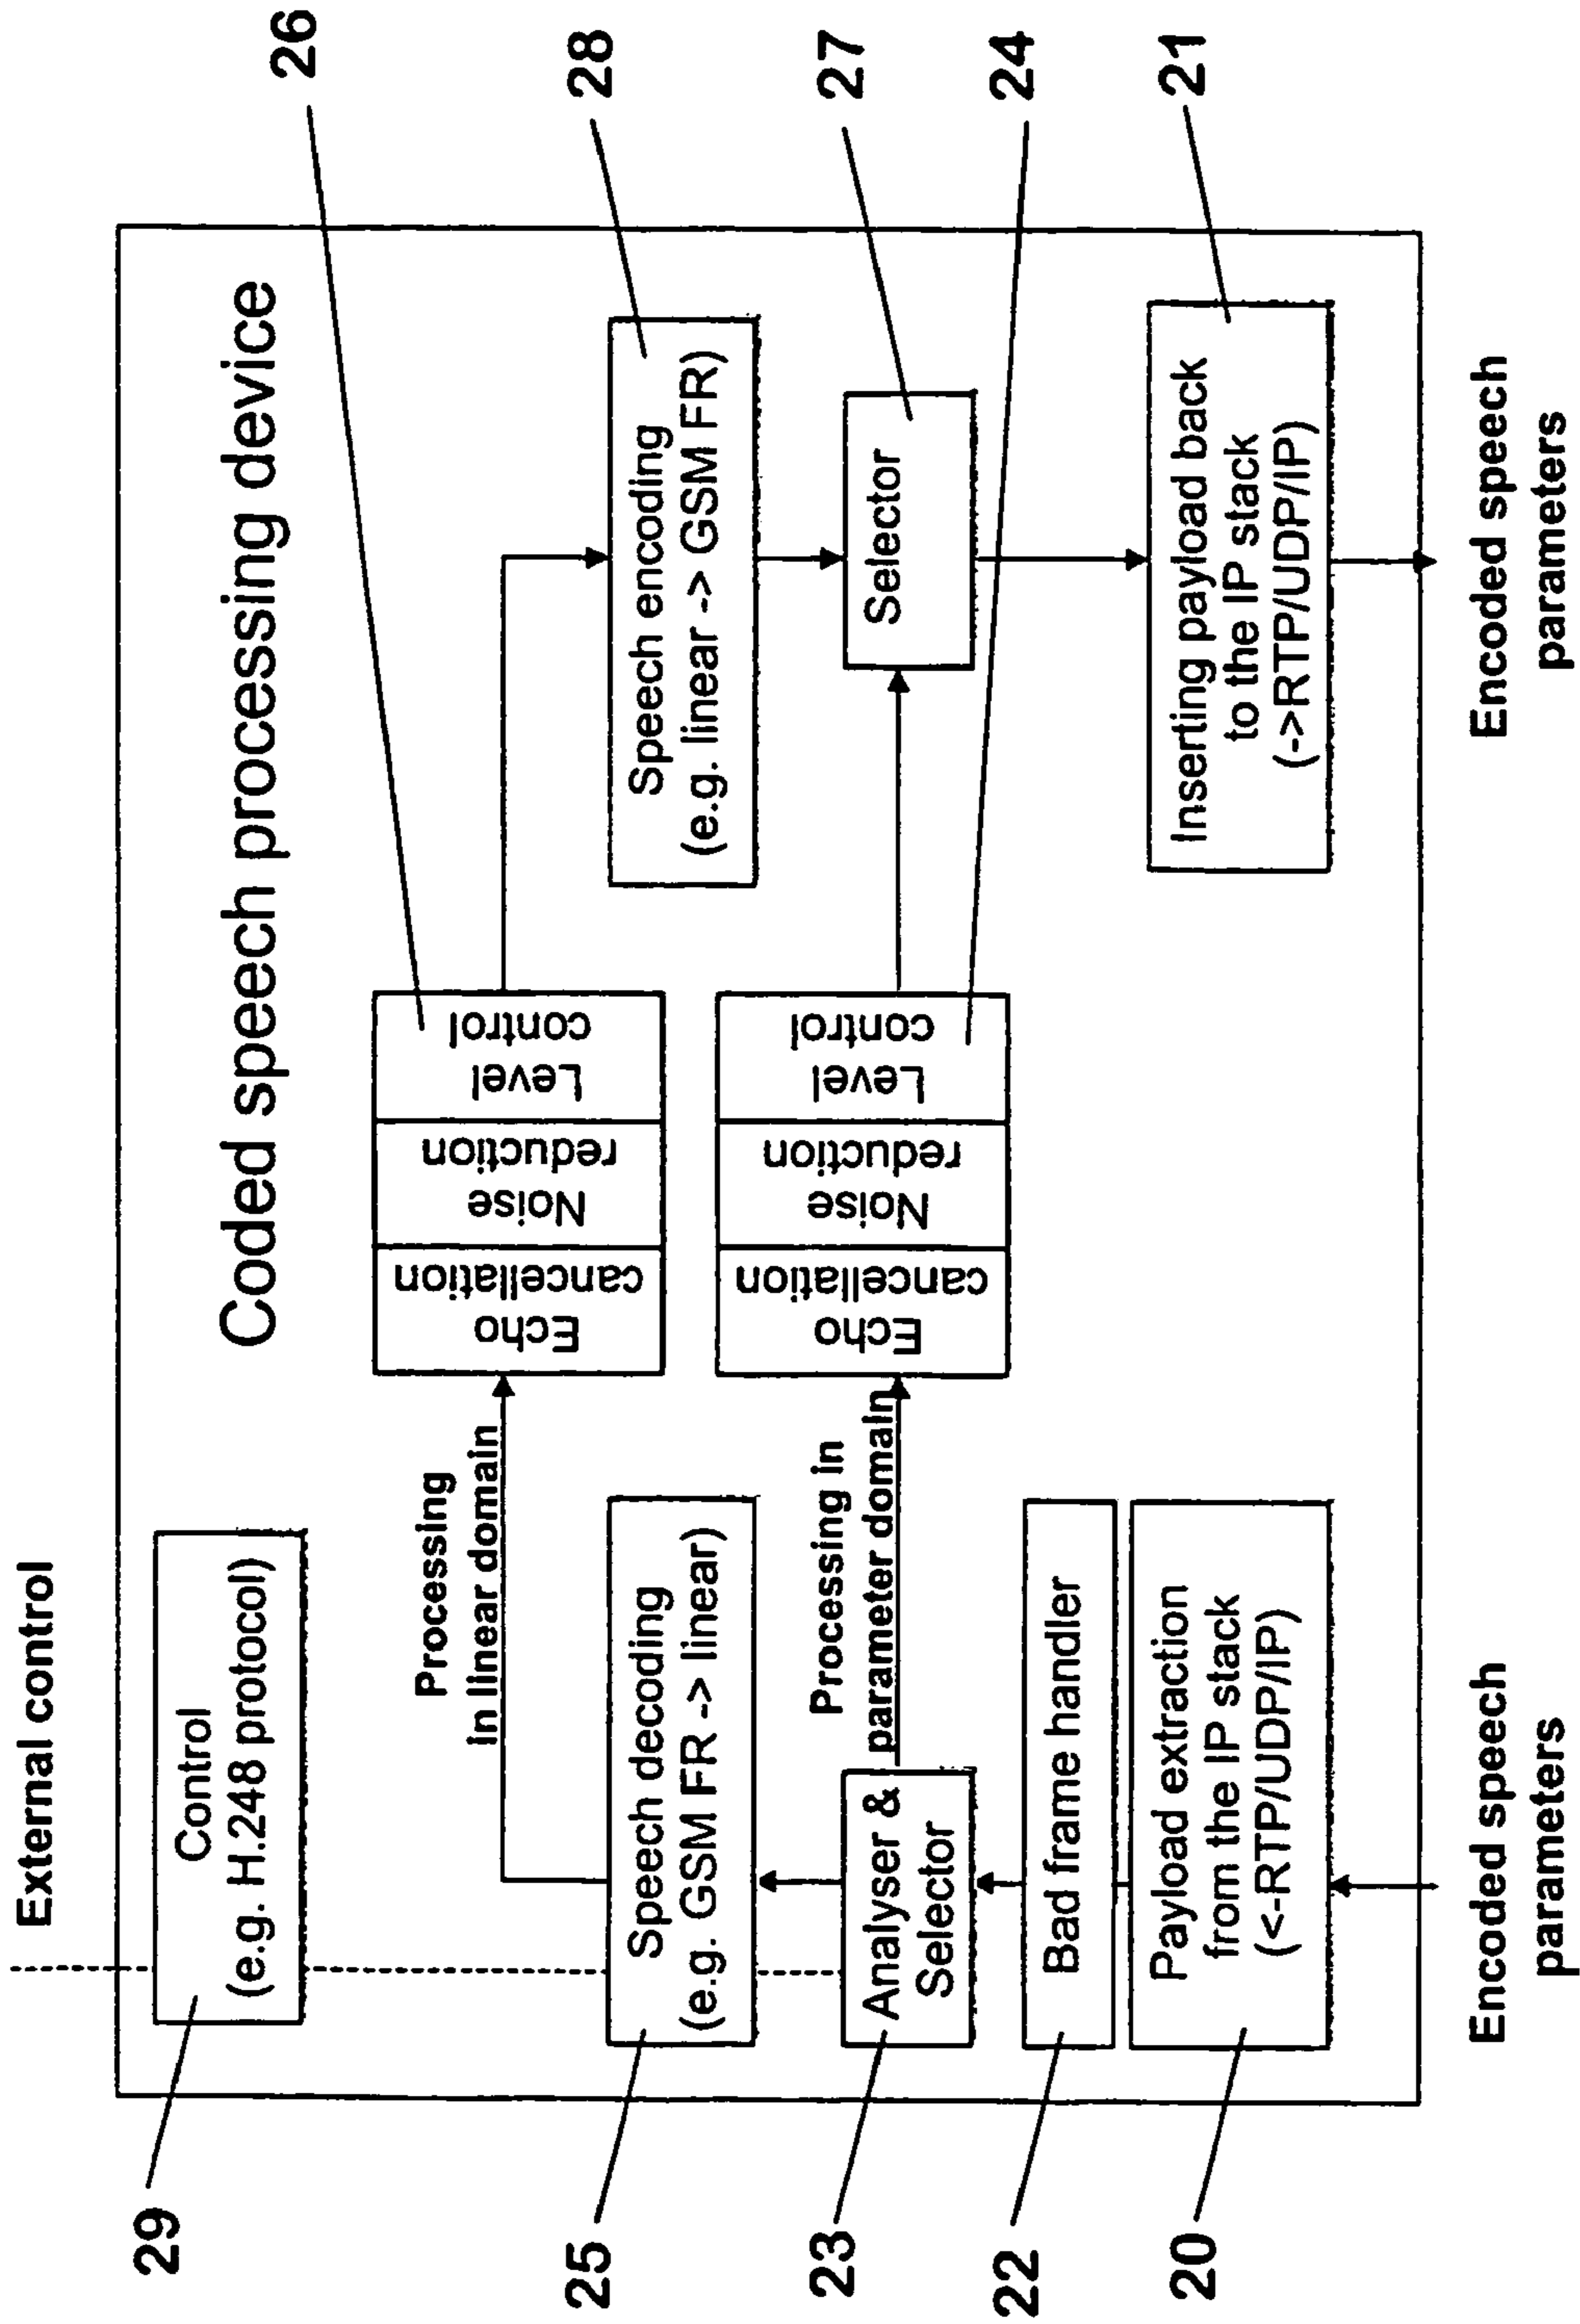 External control
Coded speech processing device
Control
(e.g. H.248 protocol)
29
26
Processing
in linear domain
Echo
cancellation
Noise
reduction
Level
control
28
Speech decoding
(e.g. GSM FR -> linear)
25
Speech encoding
(e.g. linear -> GSM FR)
27
Processing in
parameter domain
Analyser &
Selector
23
Echo
cancellation
Noise
reduction
Level
control
Selector
24
Bad frame handler
22
21
Payload extraction
from the IP stack
(<-RTP/UDP/IP)
20
Inserting payload back
to the IP stack
(->RTP/UDP/IP)
Encoded speech
parameters
Encoded speech
parameters